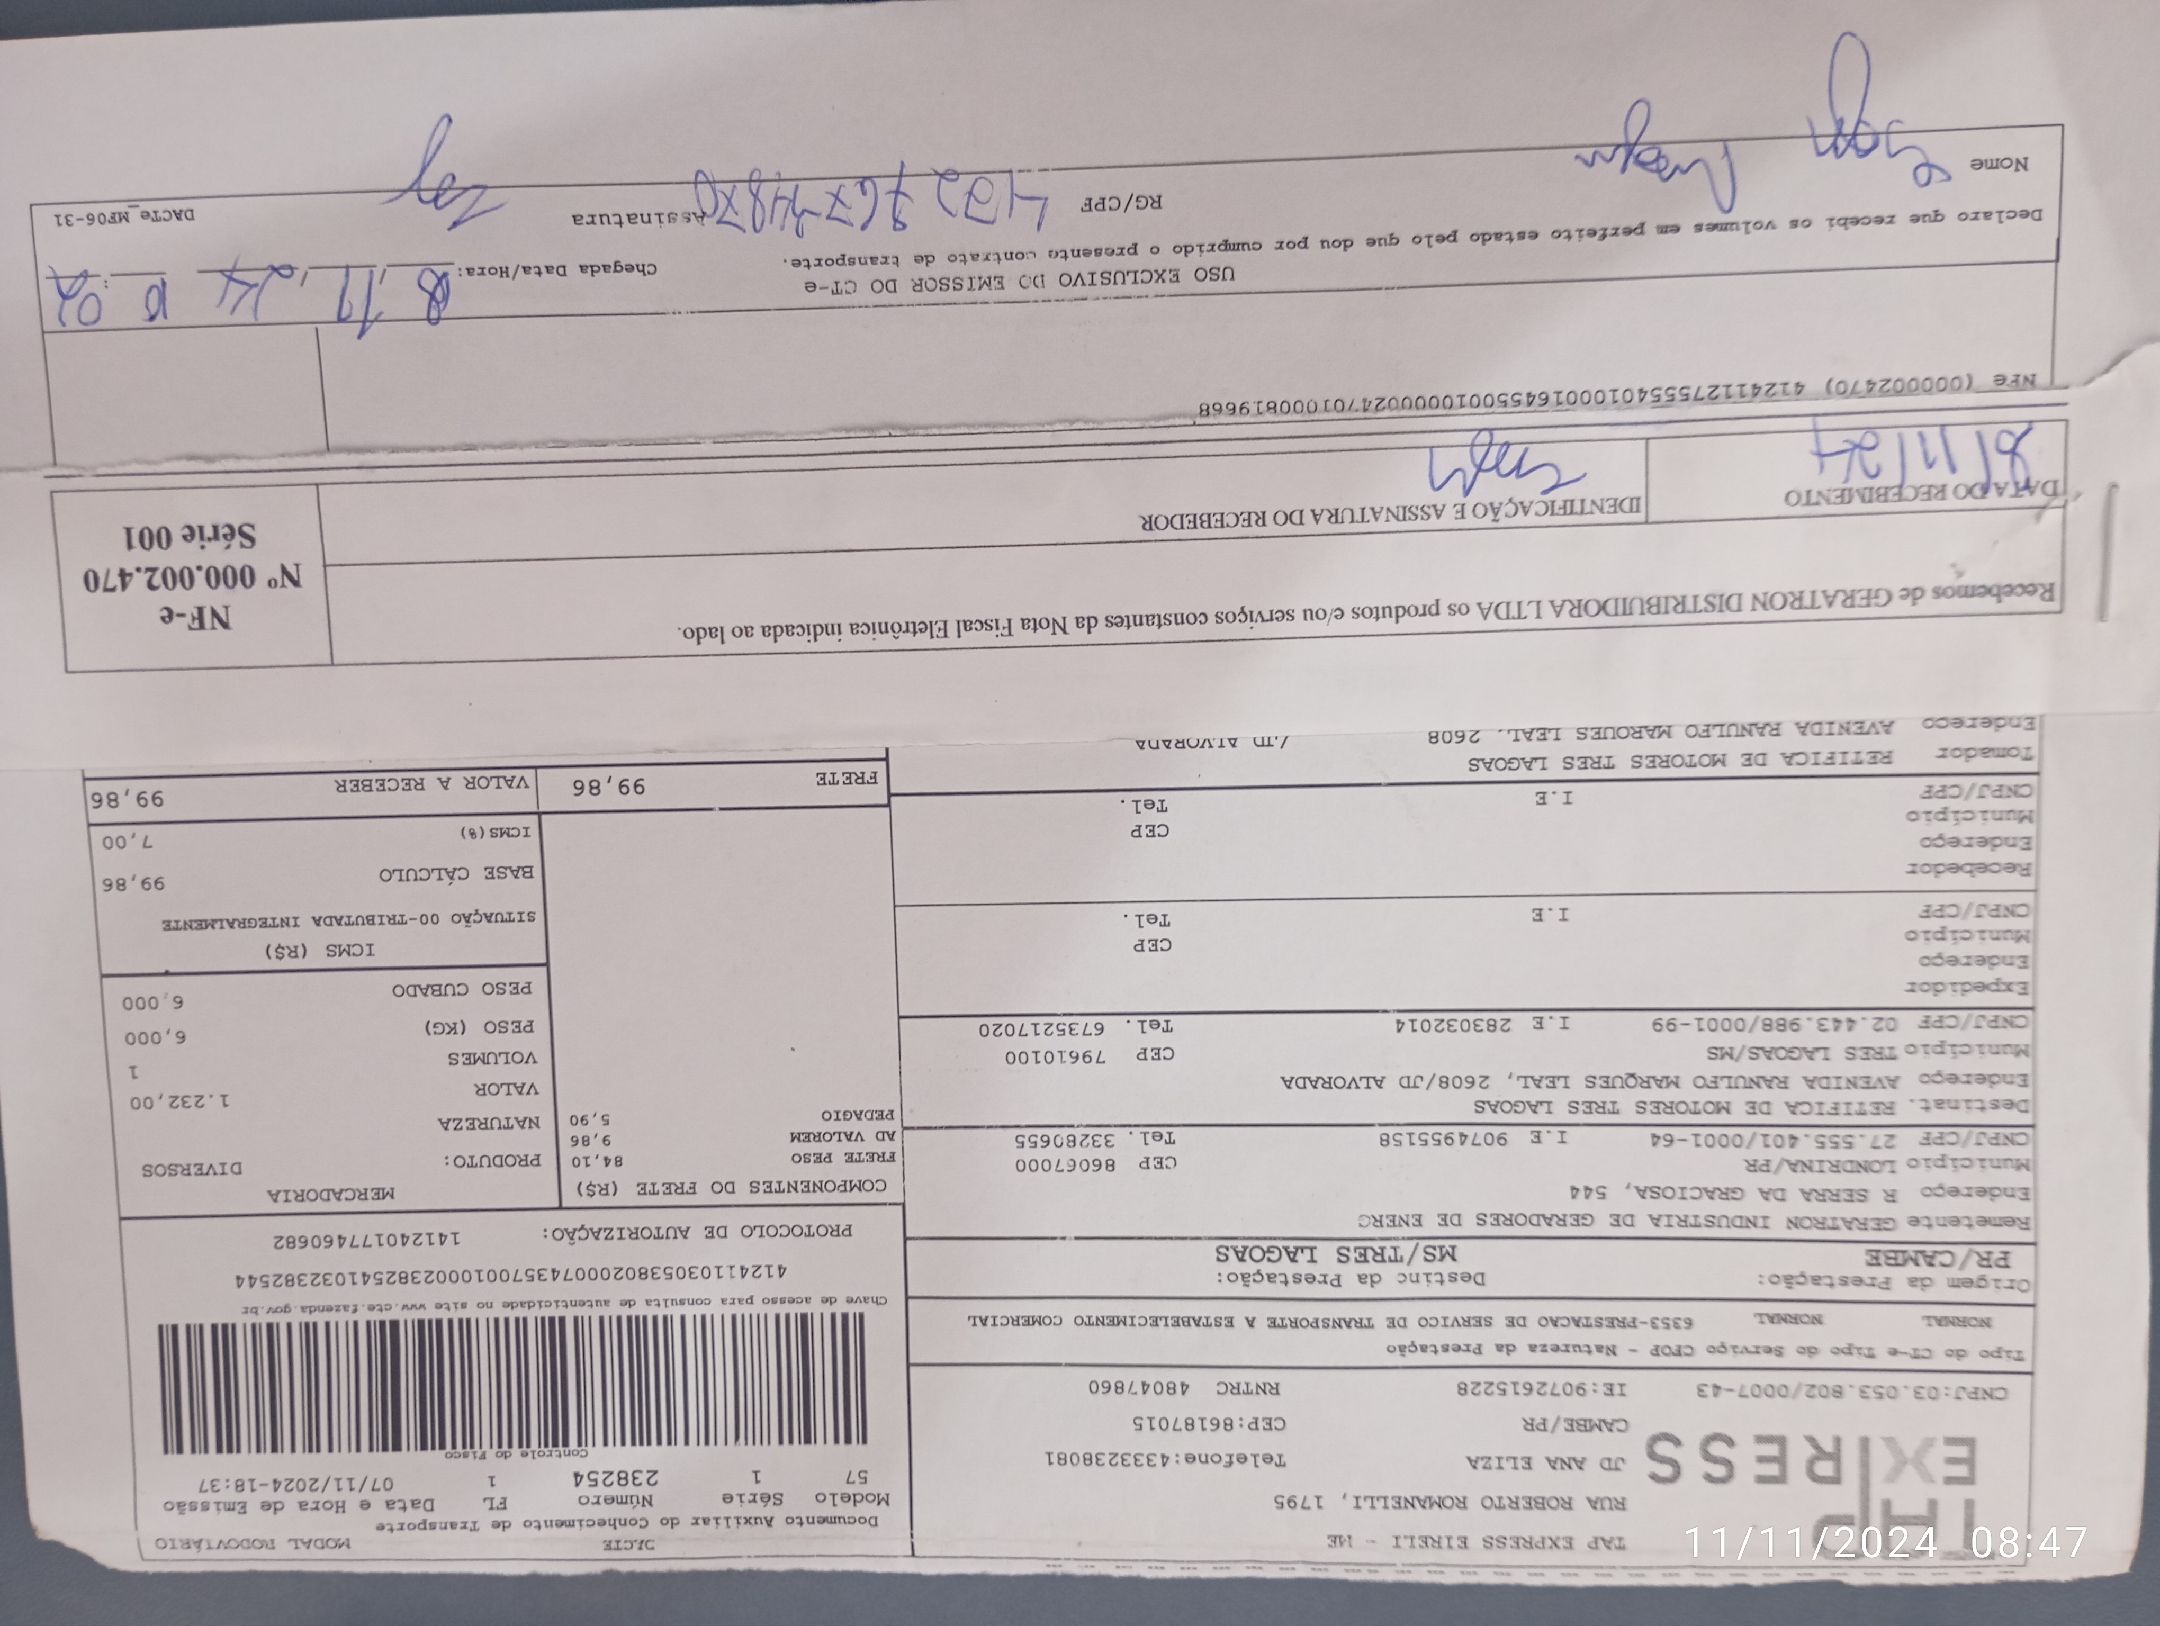 TAP EXPRESS EIRELI - ME
RUA ROBERTO ROMANELLI, 1795
JD ANA ELIZA Telefone:4333238081
CAMBE/PR CEP:86187015
TAP
EXPRESS
CNPJ:03.053.802/0007-43 IE:9072615228 RNTRC 48047860
Tipo do CT-e Tipo do Serviço CFOP - Natureza da Prestação
NORMAL NORMAL 6353-PRESTACAO DE SERVICO DE TRANSPORTE A ESTABELECIMENTO COMERCIAL
Origem da Prestação: Destino da Prestação:
PR/CAMBE MS/TRES LAGOAS
Remetente GERATRON INDUSTRIA DE GERADORES DE ENERG
Endereço R SERRA DA GRACIOSA, 544
Município LONDRINA/PR CEP 86067000
CNPJ/CPF 27.555.401/0001-64 I.E 9074955158 Tel. 33280655
Destinat. RETIFICA DE MOTORES TRES LAGOAS
Endereço AVENIDA RANULFO MARQUES LEAL, 2608/JD ALVORADA
Município TRES LAGOAS/MS CEP 79610100
CNPJ/CPF 02.443.988/0001-99 I.E 283032014 Tel. 6735217020
Expedidor
Endereço
Município CEP
CNPJ/CPF I.E Tel.
Recebedor
Endereço
Município CEP
CNPJ/CPF I.E Tel.
Tomador RETIFICA DE MOTORES TRES LAGOAS
Endereço AVENIDA RANULFO MARQUES LEAL, 2608 /JD ALVORADA
DACTE MODAL RODOVIÁRIO
Documento Auxiliar do Conhecimento de Transporte
Modelo Série Número FL Data e Hora de Emissão
57 1 238254 1 07/11/2024-18:37
Controle do Fisco
Chave de acesso para consulta de autenticidade no site www.cte.fazenda.gov.br
41241103053802000743570010002382541032382544
PROTOCOLO DE AUTORIZAÇÃO: 141240177460682
COMPONENTES DO FRETE (R$)
FRETE PESO 84,10
AD VALOREM 9,86
PEDAGIO 5,90
FRETE 99,86
MERCADORIA
PRODUTO: DIVERSOS
NATUREZA
VALOR 1.232,00
VOLUMES 1
PESO (KG) 6,000
PESO CUBADO 6,000
ICMS (R$)
SITUAÇÃO 00-TRIBUTADA INTEGRALMENTE
BASE CÁLCULO 99,86
ICMS(%) 7,00
VALOR A RECEBER 99,86
Recebemos de GERATRON DISTRIBUIDORA LTDA os produtos e/ou serviços constantes da Nota Fiscal Eletrônica indicada ao lado.
NF-e
Nº 000.002.470
Série 001
DATA DO RECEBIMENTO
8/11/24
IDENTIFICAÇÃO E ASSINATURA DO RECEBEDOR
NFe (000002470) 41241127555401000164550010000024701000819668
USO EXCLUSIVO DO EMISSOR DO CT-e
Chegada Data/Hora: 8 11 24
Declaro que recebi os volumes em perfeito estado pelo que dou por cumprido o presente contrato de transporte.
Nome
RG/CPF
Assinatura
DACTe_MF06-31
11/11/2024 08:47